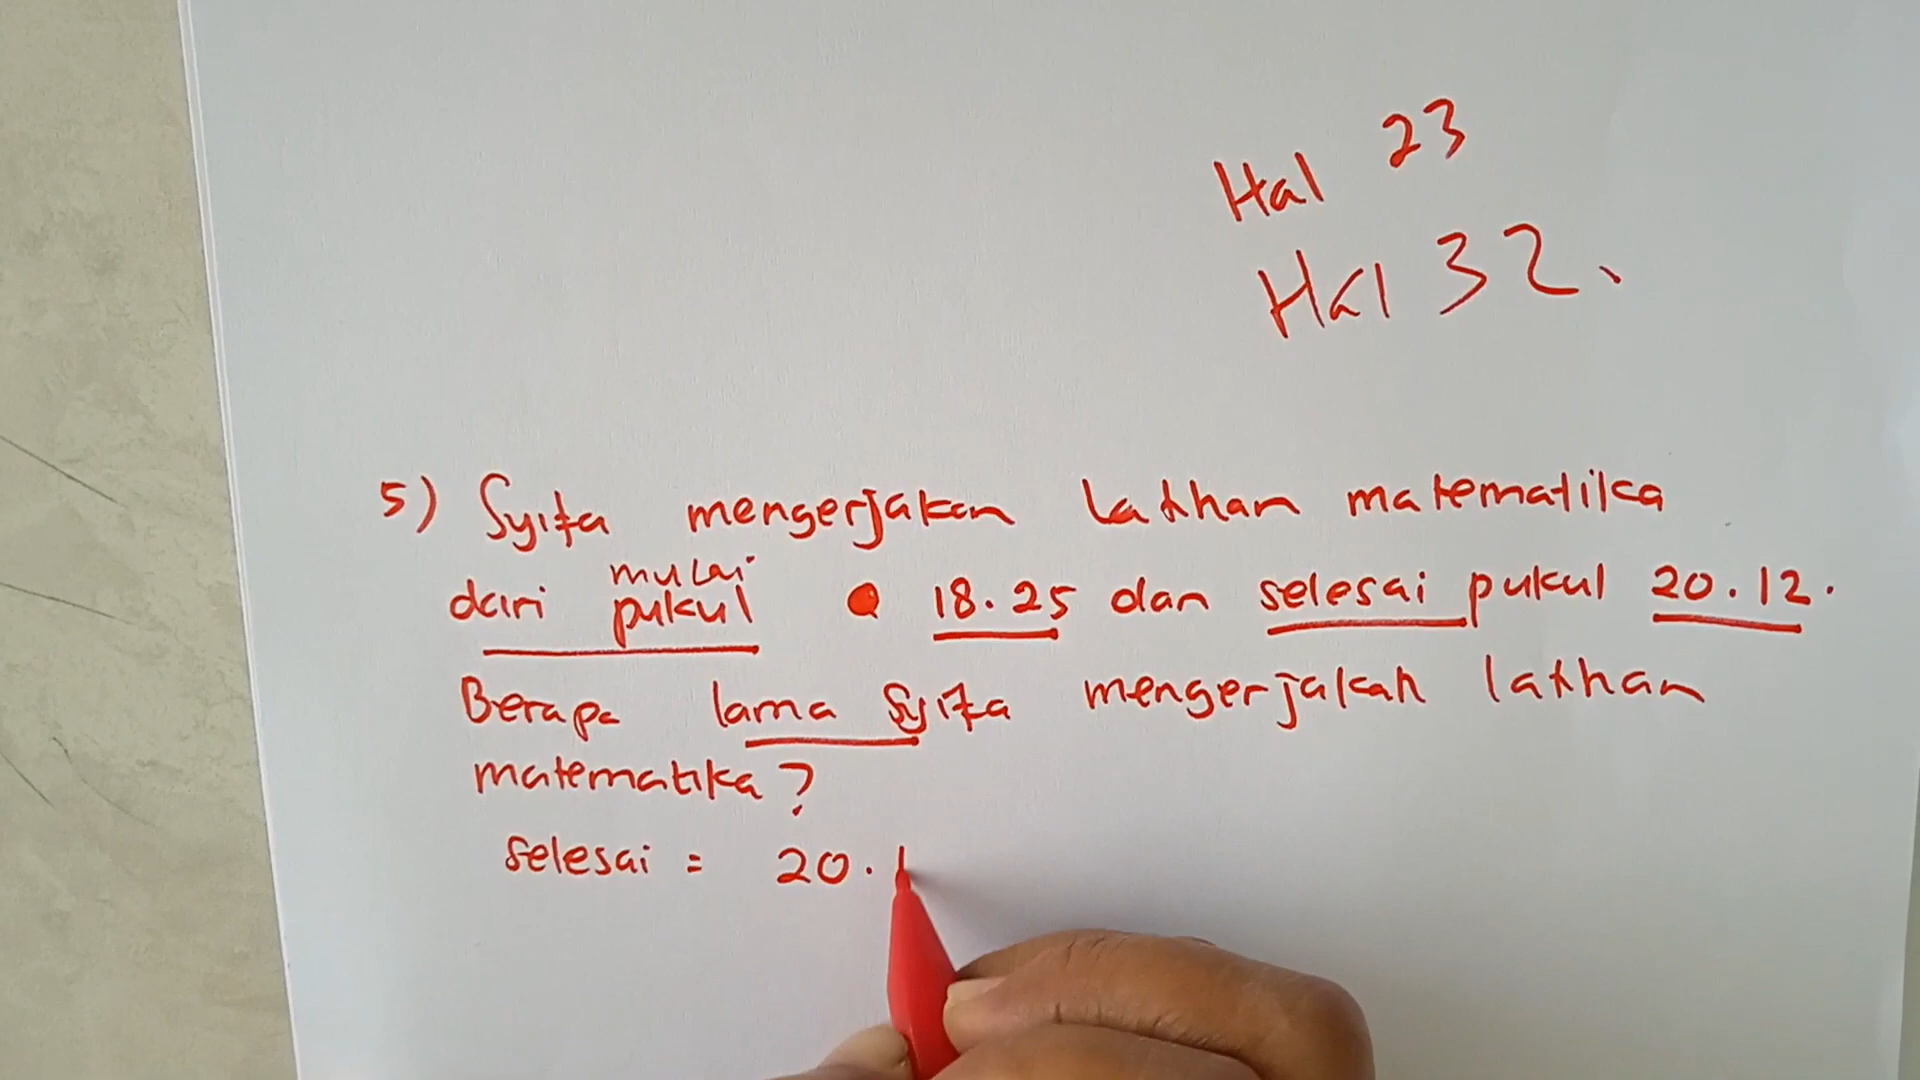 Hal 23
Hal 32.
5) Syifa mengerjakan Latihan matematika
mulai
dari pukul 18.25 dan selesai pukul 20.12.
Berapa lama Syifa mengerjakan latihan
matematika?
selesai = 20.1